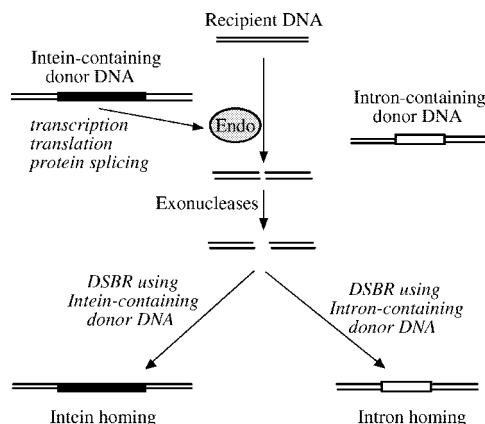 Recipient DNA
Intein-containing
donor DNA
transcription
translation
protein splicing
Endo
Intron-containing
donor DNA
Exonucleases
DSBR using
Intein-containing
donor DNA
DSBR using
Intron-containing
donor DNA
Intein homing
Intron homing